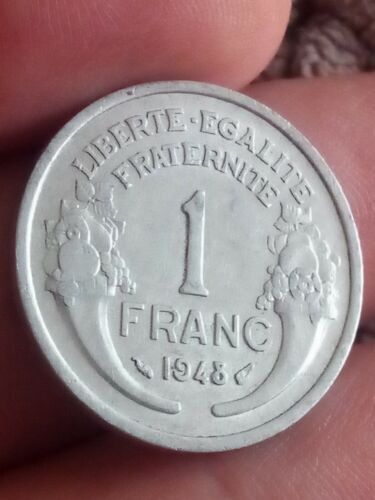 LIBERTE·EGALITE
FRATERNITE
1
FRANC
1948